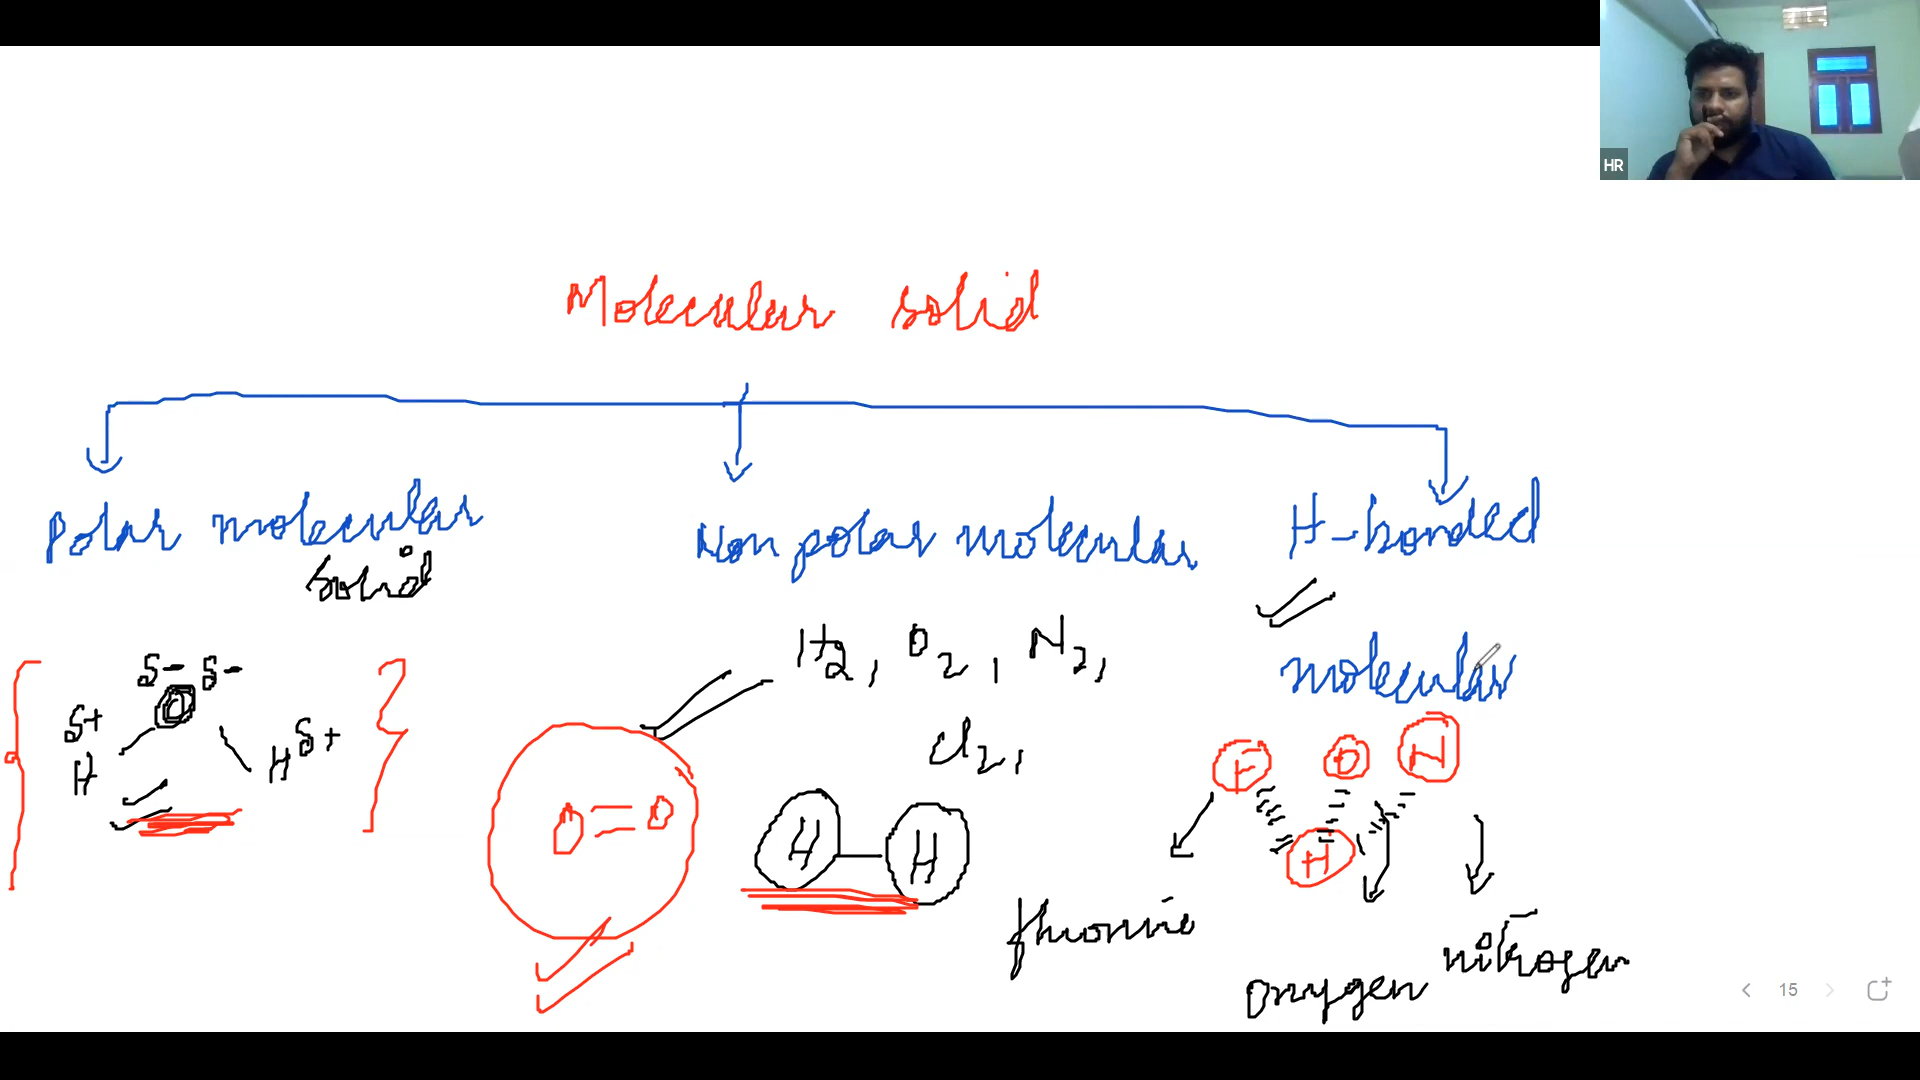 HR
Molecular solid
Polar molecular solid
Non polar molecular
H-bonded molecular
δ- δ-
O
δ+ δ+
H H
H2, O2, N2,
Cl2,
O=O
H-H
F O N
H
fluorine
oxygen
nitrogen
15